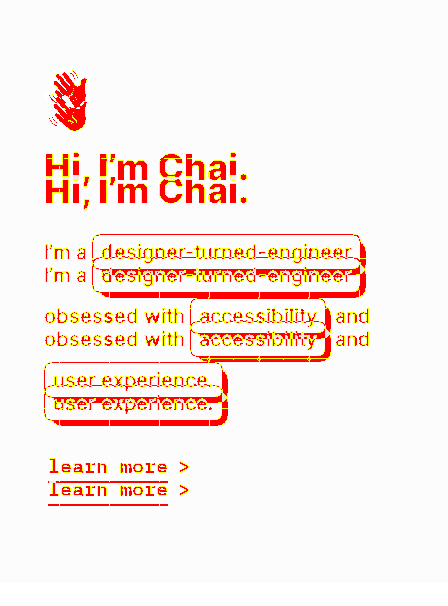 Hi, I’m Chai.
Hi, I’m Chai.
I’m a designer-turned-engineer
I’m a designer-turned-engineer
obsessed with accessibility and
obsessed with accessibility and
user experience.
user experience.
learn more >
learn more >